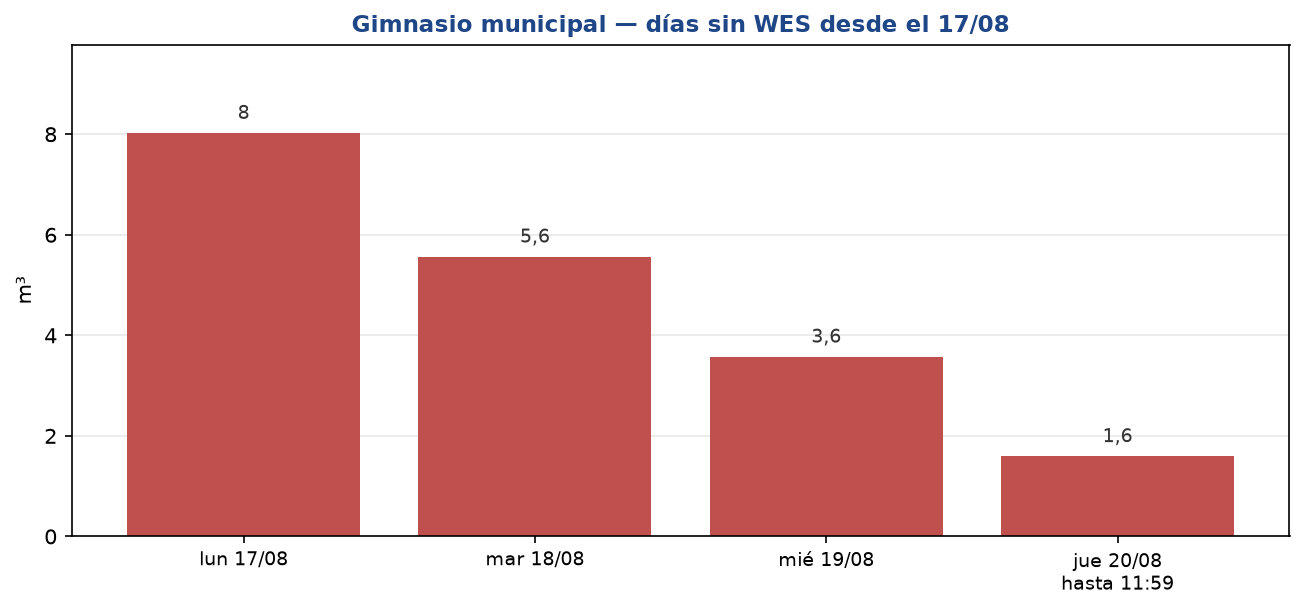 Gimnasio municipal — días sin WES desde el 17/08
m³
8
6
4
2
0
8
5,6
3,6
1,6
lun 17/08
mar 18/08
mié 19/08
jue 20/08
hasta 11:59